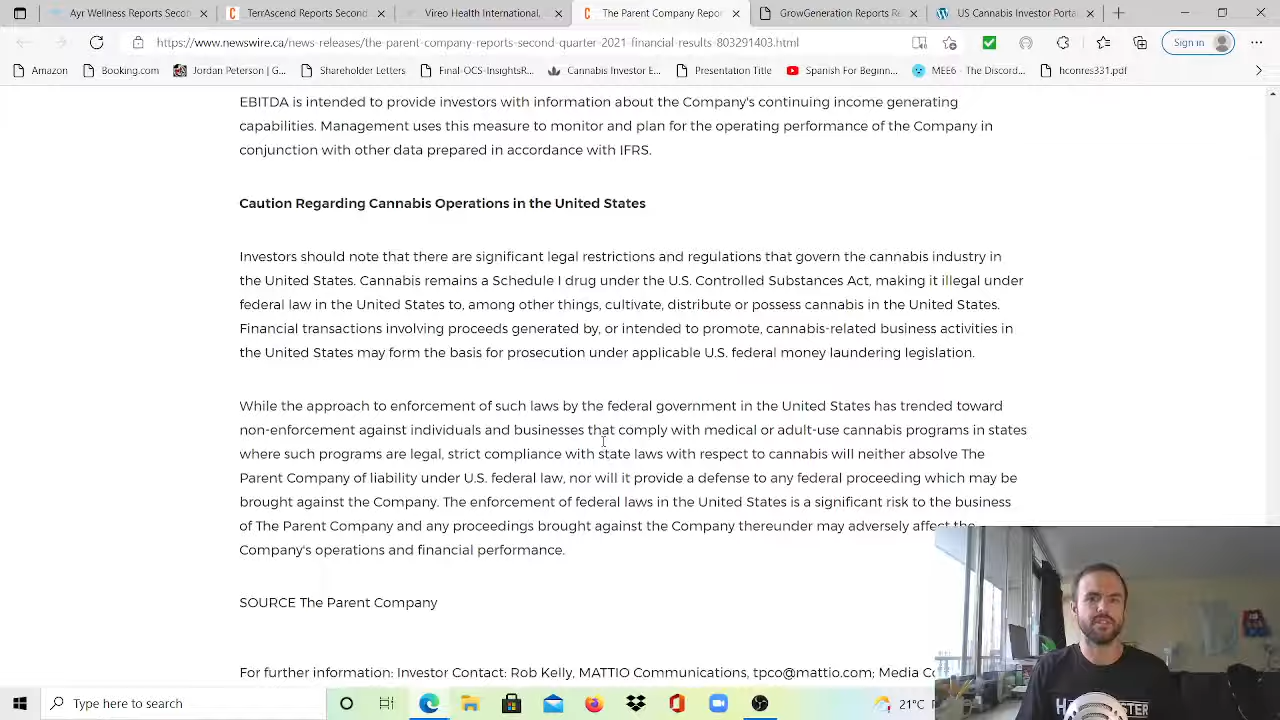 Ayr Wellness Reports Second
TerrAscend Reports Second
Vireo Health International,
The Parent Company Repor
GrowGeneration Reports Re
US Cannabis Investor Porta
https://www.newswire.ca/news-releases/the-parent-company-reports-second-quarter-2021-financial-results-803291403.html
Sign in
Amazon
Booking.com
Jordan Peterson | G...
Shareholder Letters
Final-OCS-InsightsR...
Cannabis Investor E...
Presentation Title
Spanish For Beginn...
MEE6 - The Discord...
hconres331.pdf
EBITDA is intended to provide investors with information about the Company's continuing income generating
capabilities. Management uses this measure to monitor and plan for the operating performance of the Company in
conjunction with other data prepared in accordance with IFRS.
Caution Regarding Cannabis Operations in the United States
Investors should note that there are significant legal restrictions and regulations that govern the cannabis industry in
the United States. Cannabis remains a Schedule I drug under the U.S. Controlled Substances Act, making it illegal under
federal law in the United States to, among other things, cultivate, distribute or possess cannabis in the United States.
Financial transactions involving proceeds generated by, or intended to promote, cannabis-related business activities in
the United States may form the basis for prosecution under applicable U.S. federal money laundering legislation.
While the approach to enforcement of such laws by the federal government in the United States has trended toward
non-enforcement against individuals and businesses that comply with medical or adult-use cannabis programs in states
where such programs are legal, strict compliance with state laws with respect to cannabis will neither absolve The
Parent Company of liability under U.S. federal law, nor will it provide a defense to any federal proceeding which may be
brought against the Company. The enforcement of federal laws in the United States is a significant risk to the business
of The Parent Company and any proceedings brought against the Company thereunder may adversely affect the
Company's operations and financial performance.
SOURCE The Parent Company
For further information: Investor Contact: Rob Kelly, MATTIO Communications, tpco@mattio.com; Media Co
Type here to search
21°C